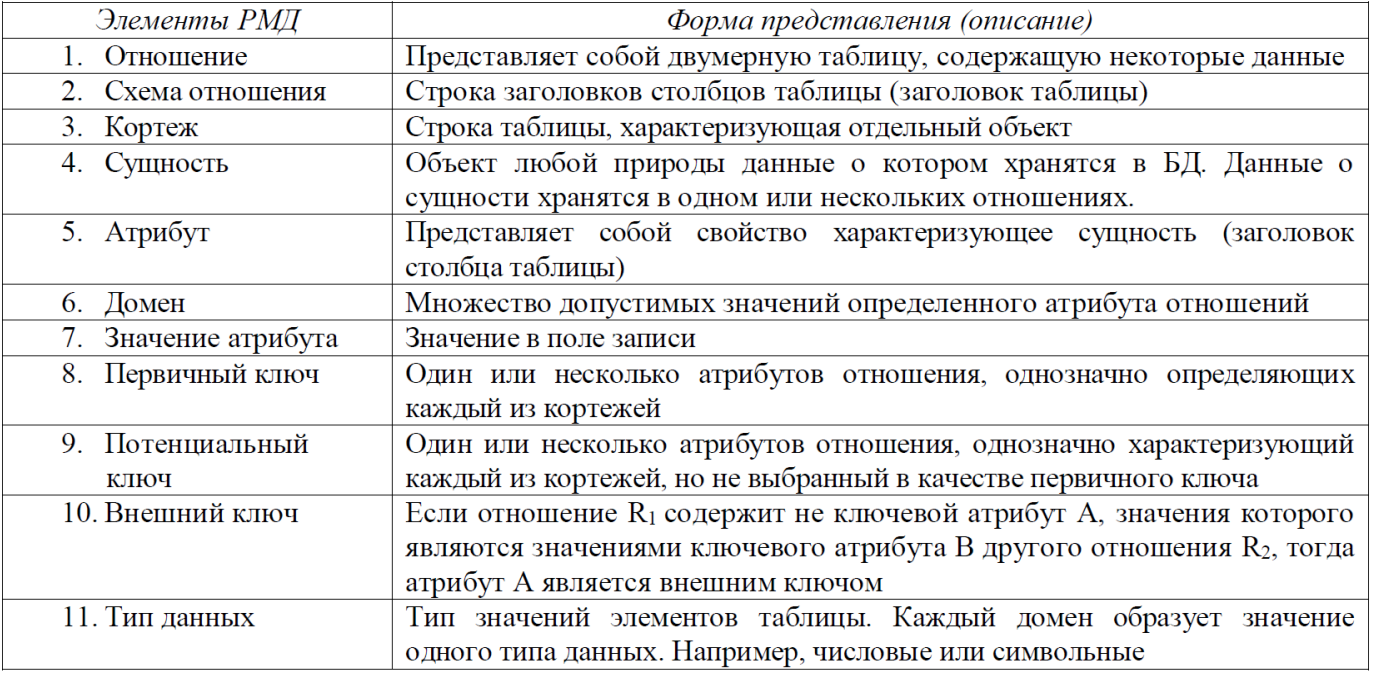 Элементы РМД Форма представления (описание)
1. Отношение Представляет собой двумерную таблицу, содержащую некоторые данные
2. Схема отношения Строка заголовков столбцов таблицы (заголовок таблицы)
3. Кортеж Строка таблицы, характеризующая отдельный объект
4. Сущность Объект любой природы данные о котором хранятся в БД. Данные о
сущности хранятся в одном или нескольких отношениях.
5. Атрибут Представляет собой свойство характеризующее сущность (заголовок
столбца таблицы)
6. Домен Множество допустимых значений определенного атрибута отношений
7. Значение атрибута Значение в поле записи
8. Первичный ключ Один или несколько атрибутов отношения, однозначно определяющих
каждый из кортежей
9. Потенциальный Один или несколько атрибутов отношения, однозначно характеризующий
ключ каждый из кортежей, но не выбранный в качестве первичного ключа
10. Внешний ключ Если отношение R₁ содержит не ключевой атрибут A, значения которого
являются значениями ключевого атрибута B другого отношения R₂, тогда
атрибут A является внешним ключом
11. Тип данных Тип значений элементов таблицы. Каждый домен образует значение
одного типа данных. Например, числовые или символьные